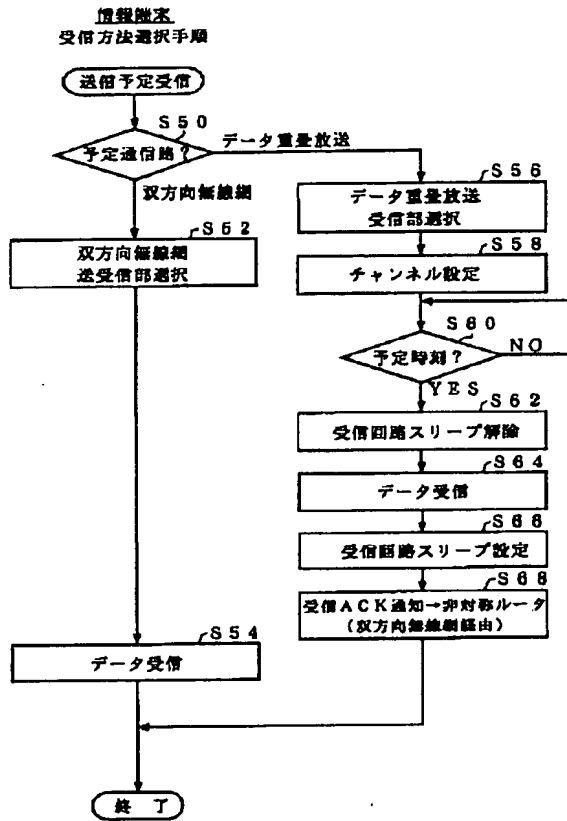 情報端末
受信方法選択手順
送信予定受信
S50
予定通信路?
データ重畳放送
双方向無線網
S52
双方向無線網
送受信部選択
S56
データ重畳放送
受信部選択
S58
チャンネル設定
S60
予定時刻?
NO
YES
S62
受信回路スリープ解除
S64
データ受信
S66
受信回路スリープ設定
S68
受信ACK通知→非対称ルータ
(双方向無線網経由)
S54
データ受信
終了